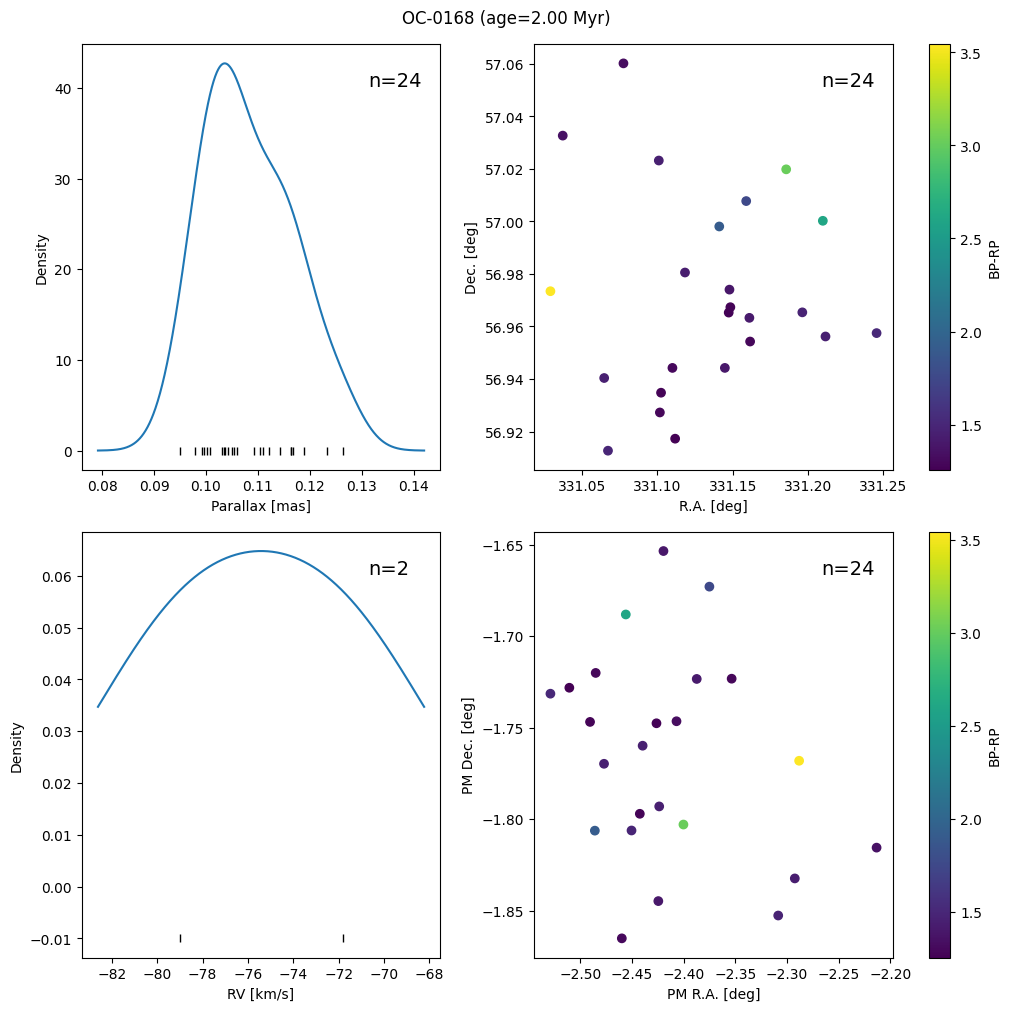 OC-0168 (age=2.00 Myr)
n=24
40
30
20
10
0
Density
0.08 0.09 0.10 0.11 0.12 0.13 0.14
Parallax [mas]
n=24
57.06
57.04
57.02
57.00
56.98
56.96
56.94
56.92
Dec. [deg]
331.05 331.10 331.15 331.20 331.25
R.A. [deg]
3.5
3.0
2.5
2.0
1.5
BP-RP
n=2
0.06
0.05
0.04
0.03
0.02
0.01
0.00
−0.01
Density
−82 −80 −78 −76 −74 −72 −70 −68
RV [km/s]
n=24
−1.65
−1.70
−1.75
−1.80
−1.85
PM Dec. [deg]
−2.50 −2.45 −2.40 −2.35 −2.30 −2.25 −2.20
PM R.A. [deg]
3.5
3.0
2.5
2.0
1.5
BP-RP